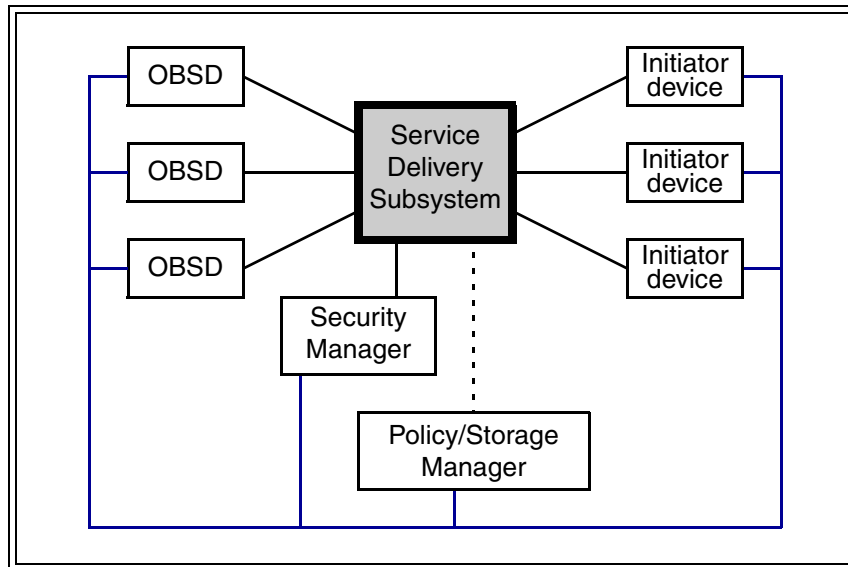 OBSD
OBSD
OBSD
Service
Delivery
Subsystem
Initiator
device
Initiator
device
Initiator
device
Security
Manager
Policy/Storage
Manager